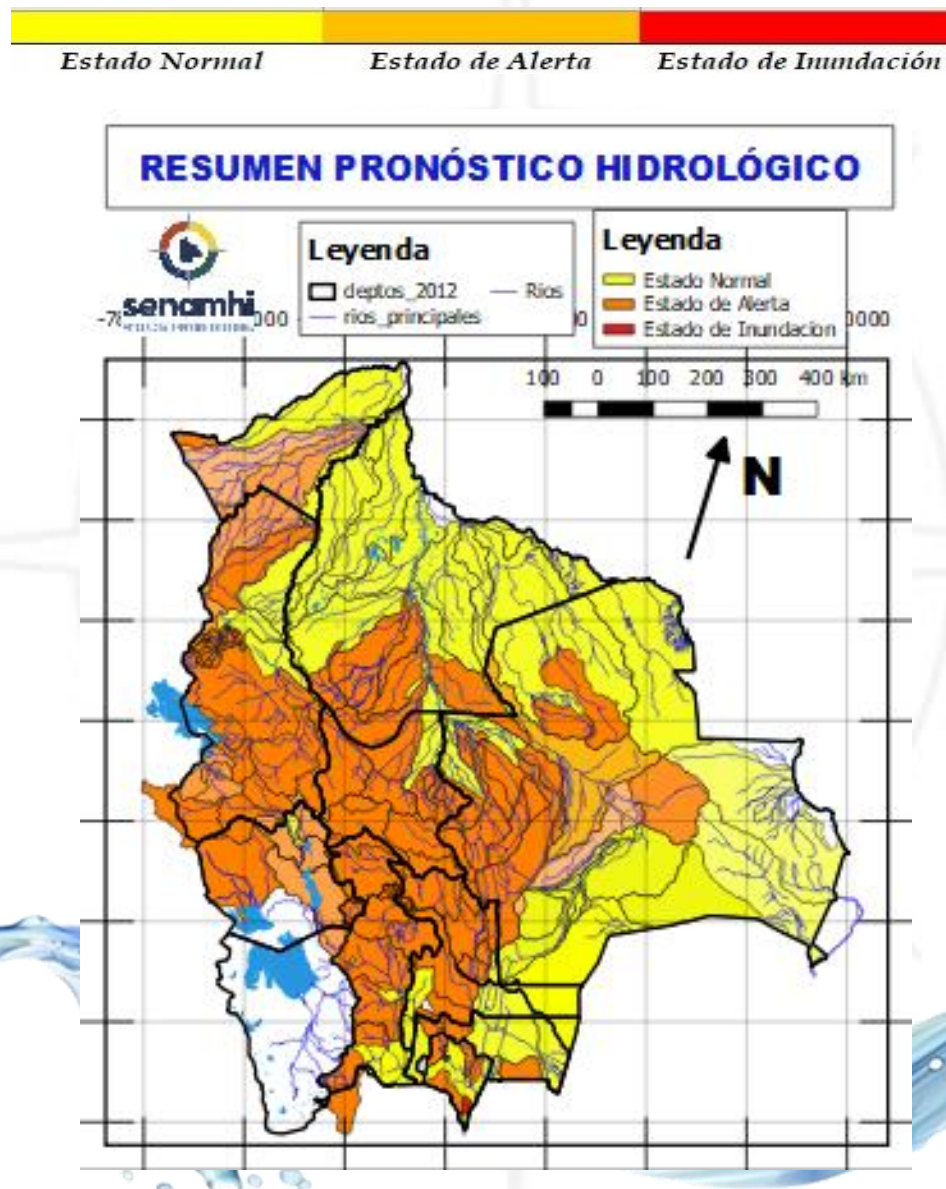 Estado Normal Estado de Alerta Estado de Inundación
RESUMEN PRONÓSTICO HIDROLÓGICO
senamhi
Leyenda
deptos_2012 Rios
rios_principales
Leyenda
Estado Normal
Estado de Alerta
Estado de Inundacion
100 0 100 200 300 400 km
N